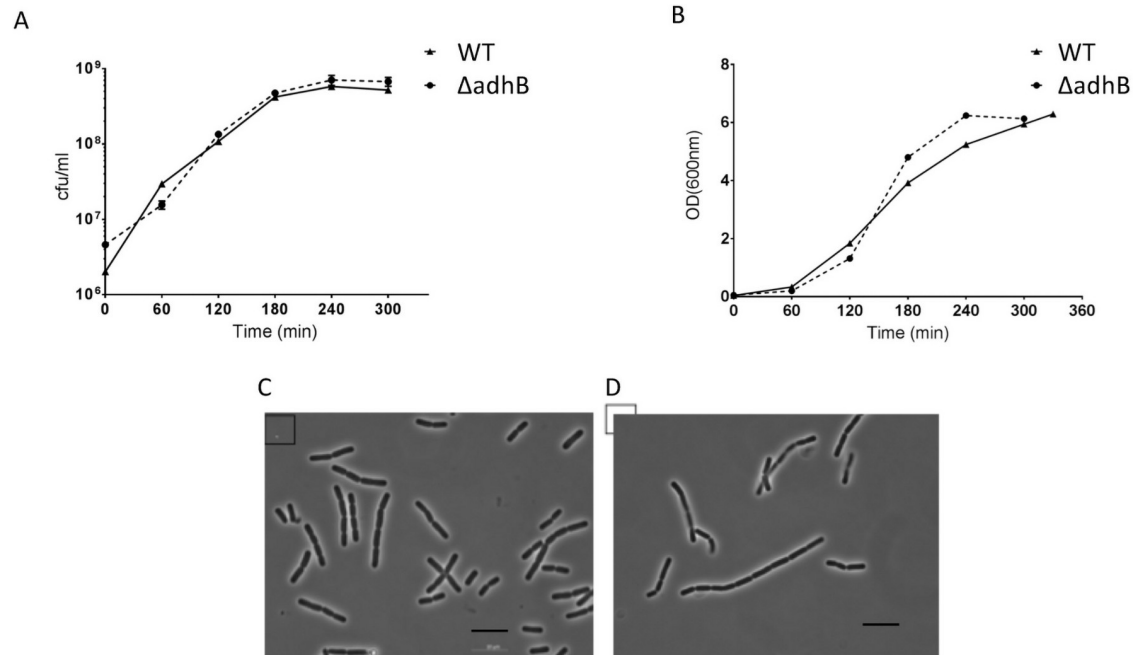 A
WT
ΔadhB
10⁹
10⁸
10⁷
10⁶
cfu/ml
0 60 120 180 240 300
Time (min)
B
WT
ΔadhB
8
6
4
2
0
OD(600nm)
0 60 120 180 240 300 360
Time (min)
C
D